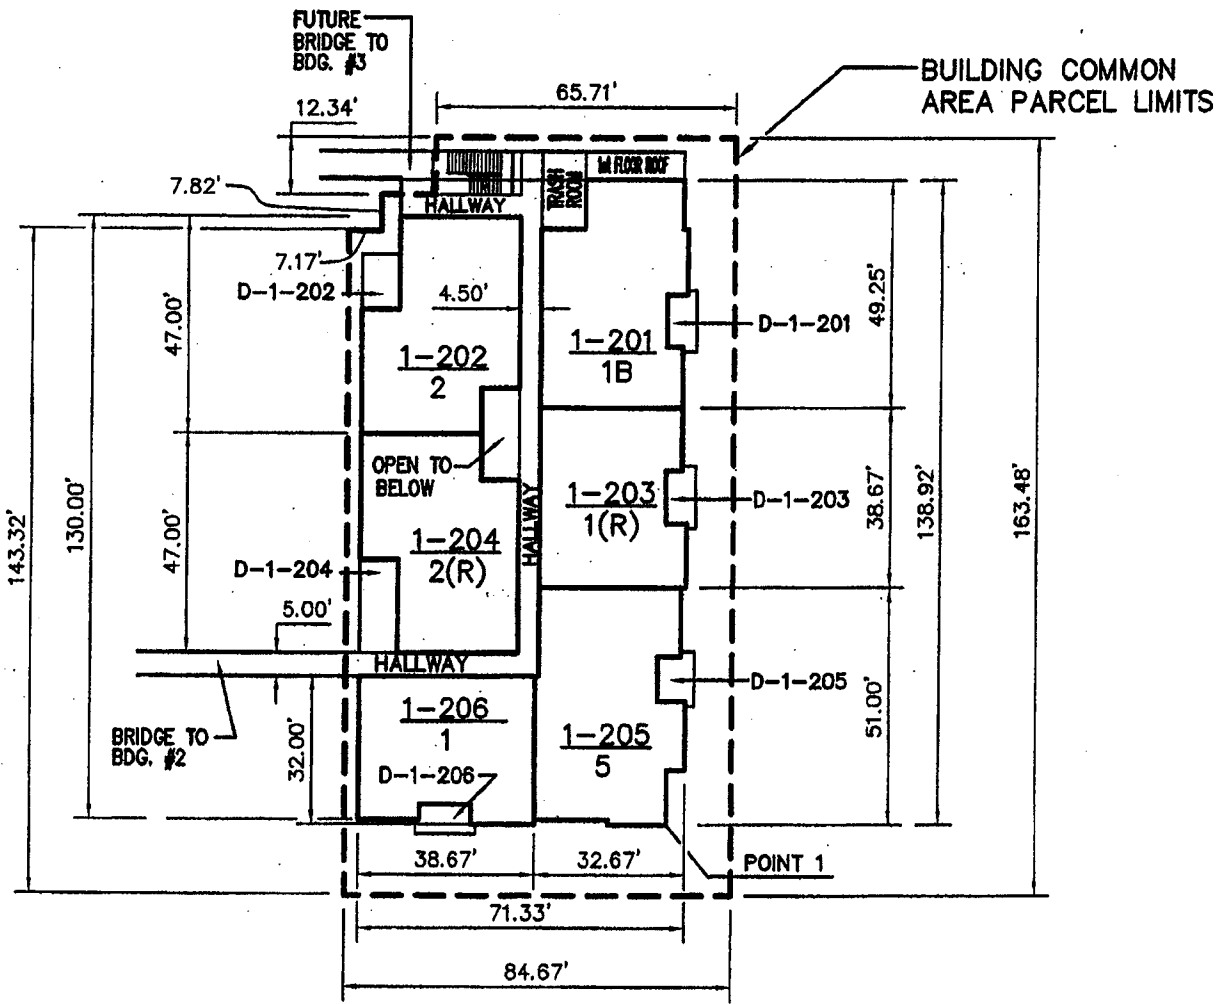 FUTURE
BRIDGE TO
BDG. #3
BUILDING COMMON
AREA PARCEL LIMITS
65.71'
12.34'
7.82'
HALLWAY
TRASH
ROOM
FLOOR ROOF
7.17'
D-1-202
4.50'
47.00'
1-202
2
1-201
1B
D-1-201
49.25'
OPEN TO
BELOW
HALLWAY
1-203
1(R)
D-1-203
38.67'
138.92'
163.48'
143.32'
130.00'
47.00'
1-204
2(R)
D-1-204
5.00'
HALLWAY
BRIDGE TO
BDG. #2
32.00'
1-206
1
D-1-206
1-205
5
D-1-205
51.00'
38.67'
32.67'
POINT 1
71.33'
84.67'